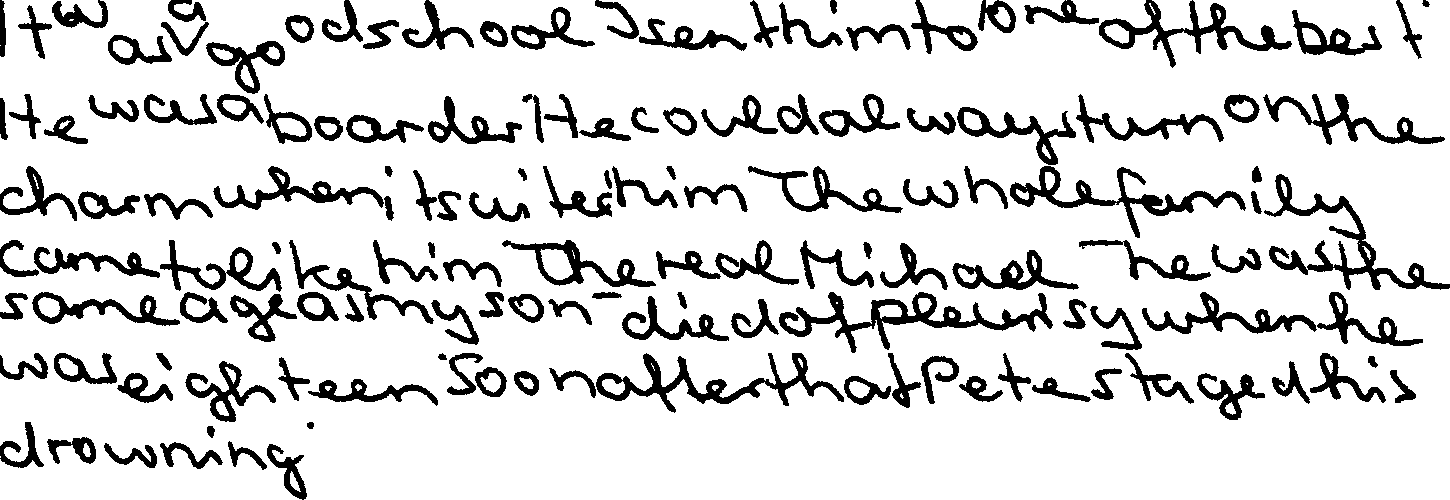 It was a good school I sent him to one of the best
He was a boarder He could always turn on the
charm when it suited him The whole family
came to like him The real Michael - he was the
same age as my son - died of pleurisy when he
was eighteen Soon after that Pete staged his
drowning.